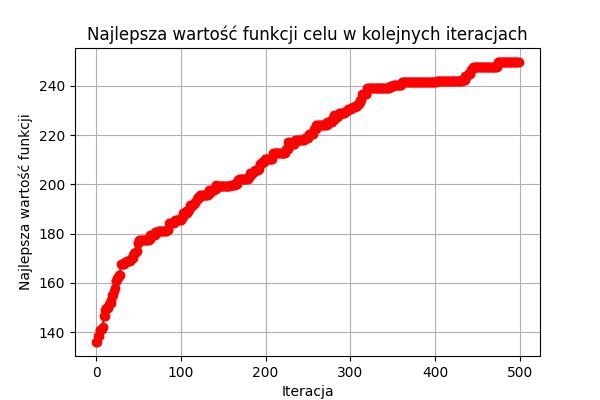 Najlepsza wartość funkcji celu w kolejnych iteracjach
Najlepsza wartość funkcji
240
220
200
180
160
140
0 100 200 300 400 500
Iteracja